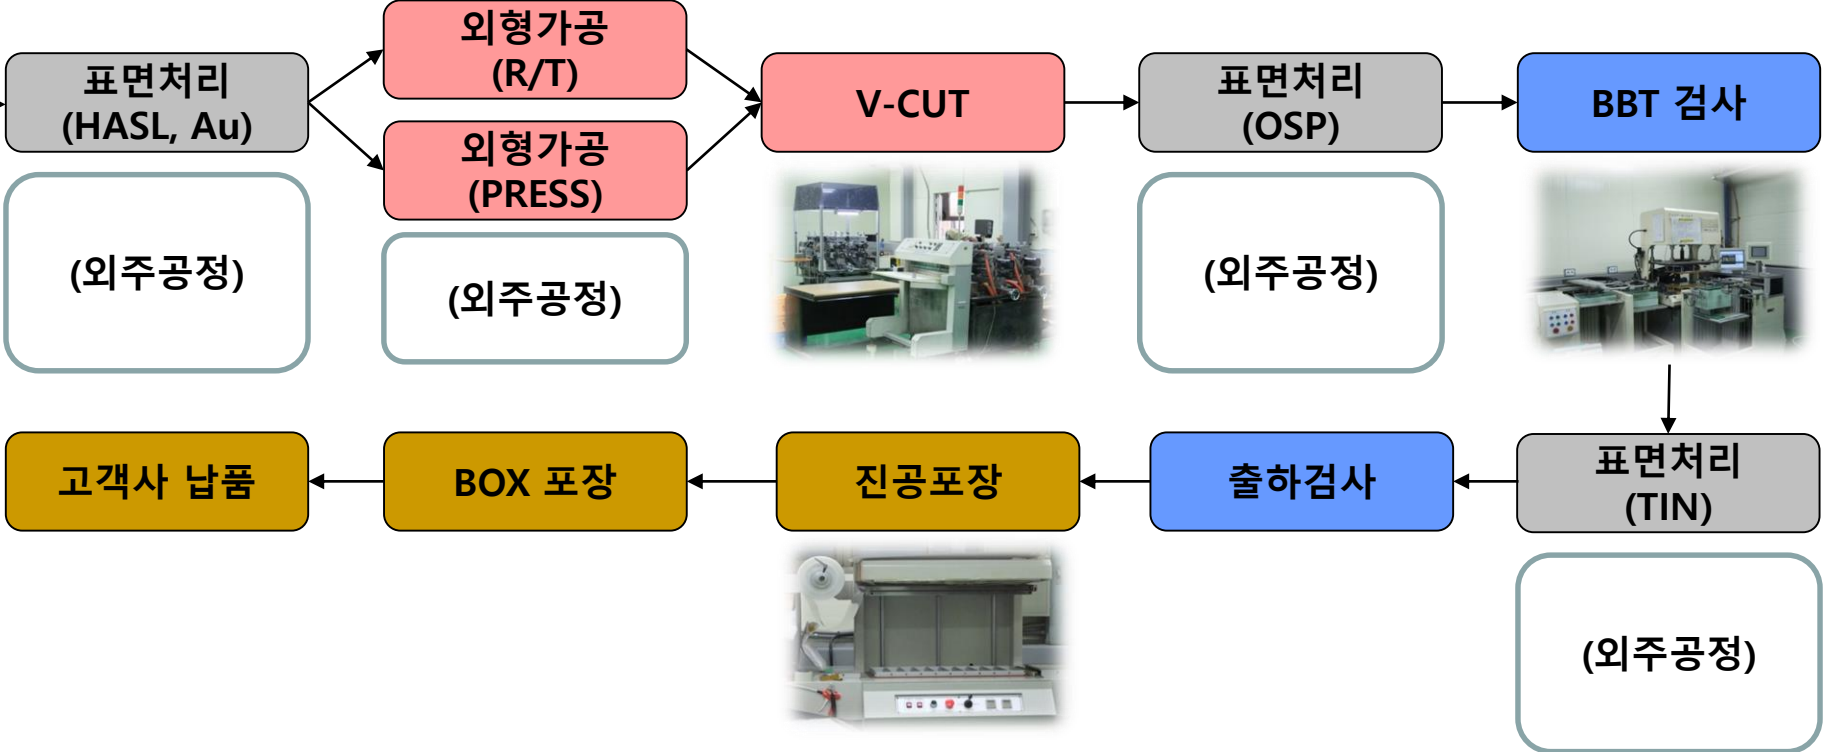 표면처리
(HASL, Au)
외형가공
(R/T)
외형가공
(PRESS)
V-CUT
표면처리
(OSP)
BBT 검사
(외주공정)
(외주공정)
(외주공정)
고객사 납품
BOX 포장
진공포장
출하검사
표면처리
(TIN)
(외주공정)